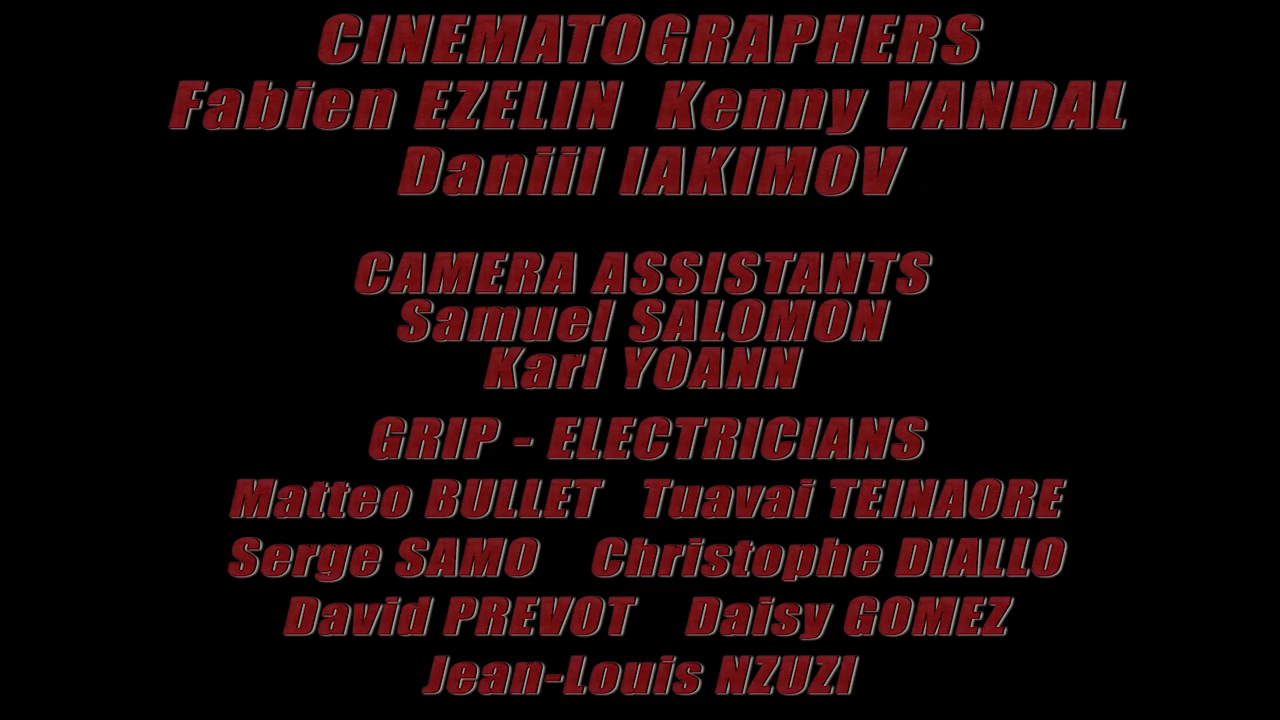 CINEMATOGRAPHERS
Fabien EZELIN Kenny VANDAL
Daniil IAKIMOV
CAMERA ASSISTANTS
Samuel SALOMON
Karl YOANN
GRIP - ELECTRICIANS
Matteo BULLET Tuavai TEINAORE
Serge SAMO Christophe DIALLO
David PREVOT Daisy GOMEZ
Jean-Louis NZUZI